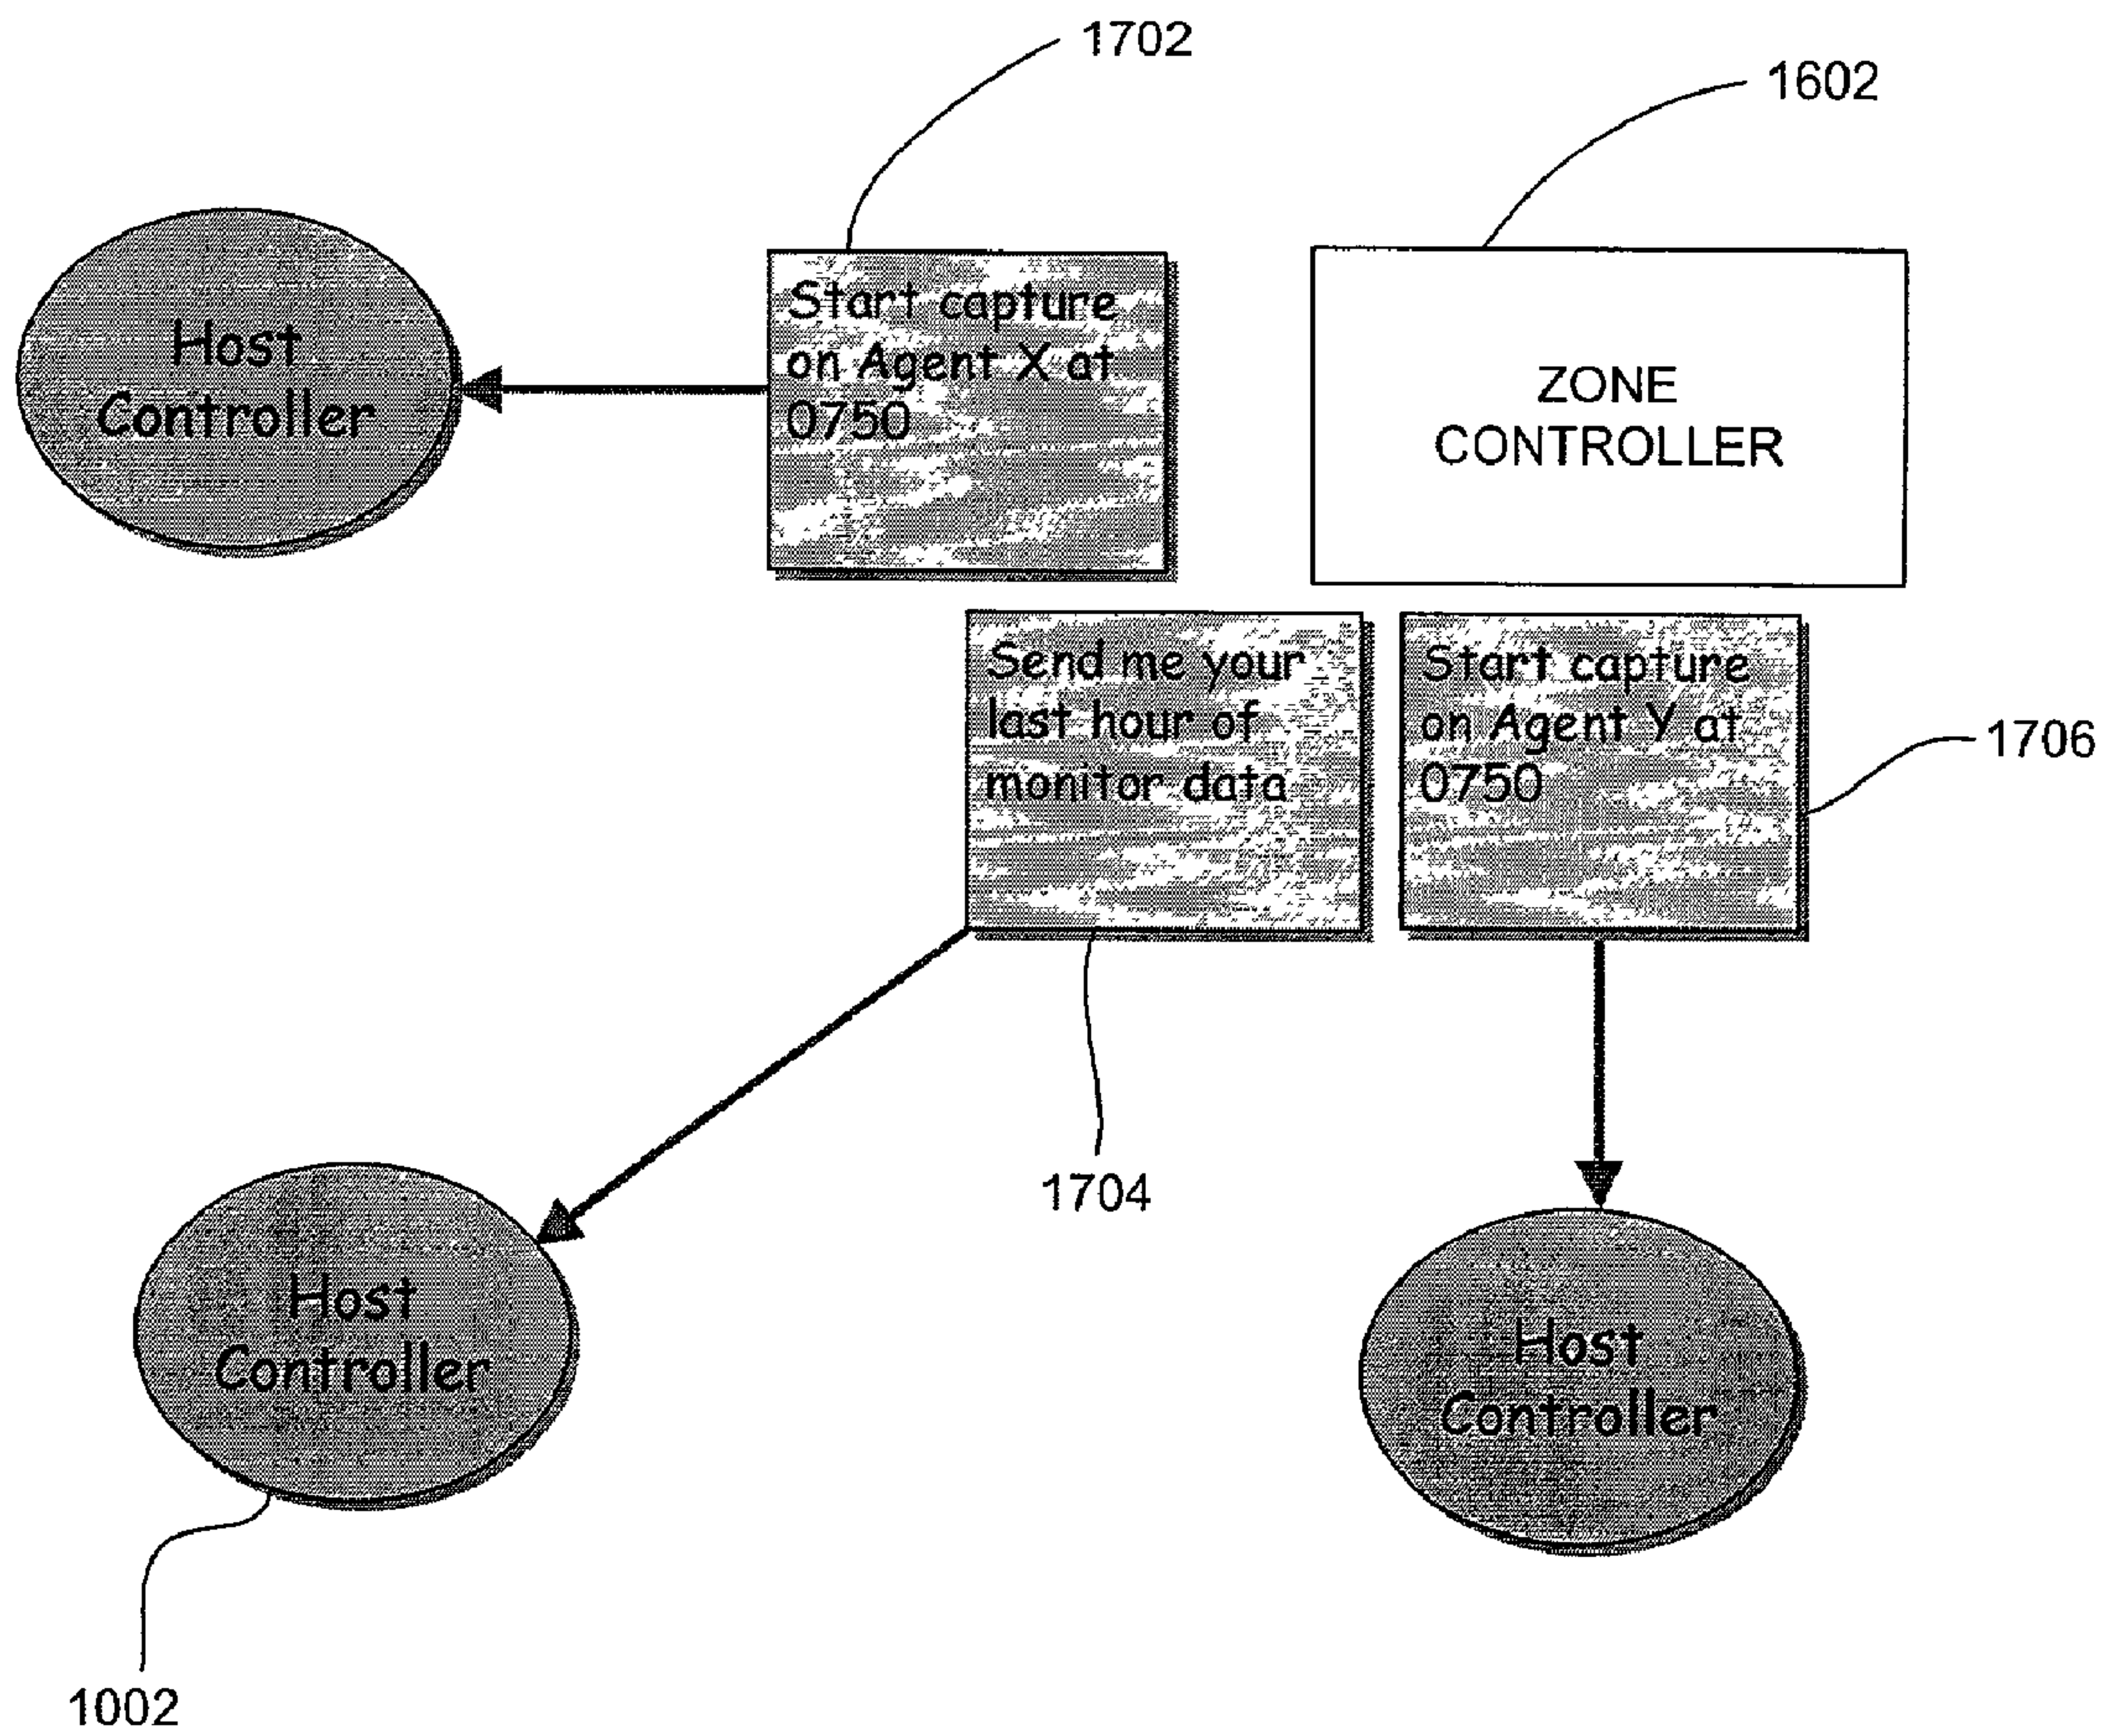 1702
1602
Host
Controller
Start capture
on Agent X at
0750
ZONE
CONTROLLER
Send me your
last hour of
monitor data
Start capture
on Agent Y at
0750
1706
1704
Host
Controller
Host
Controller
1002